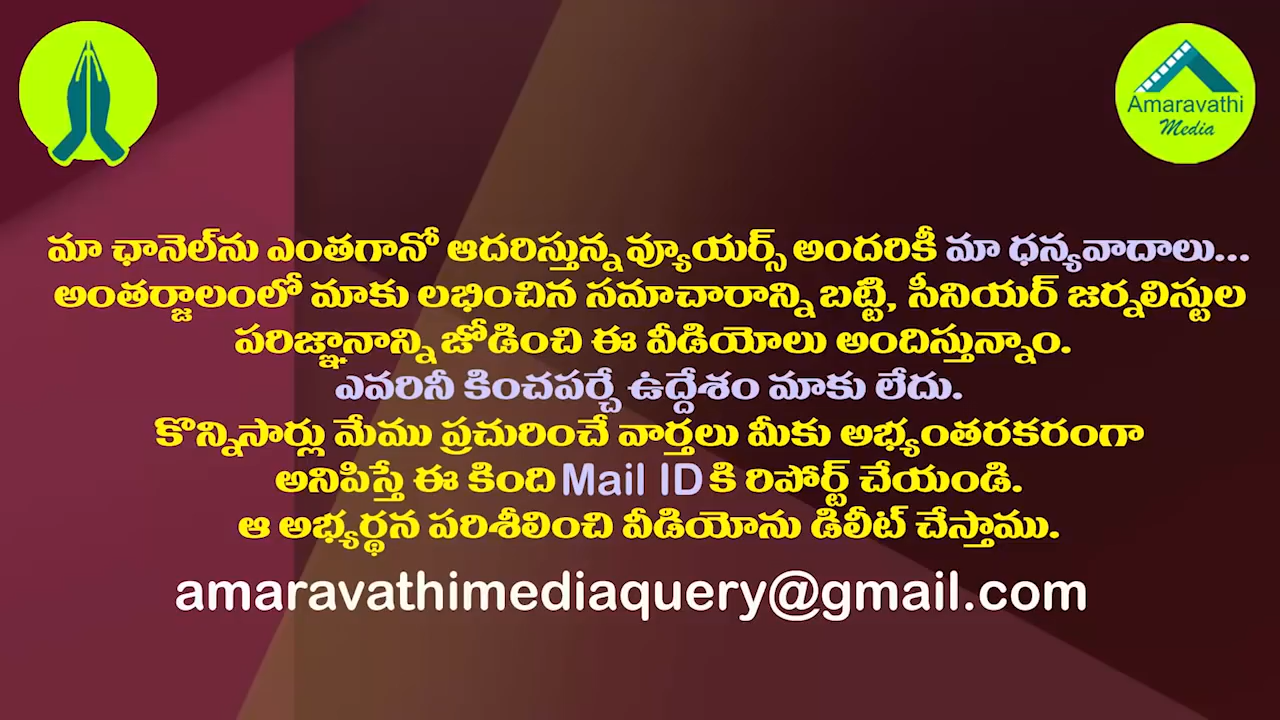 Amaravathi
Media
మా ఛానెల్‌ను ఎంతగానో ఆదరిస్తున్న వ్యూయర్స్ అందరికీ మా ధన్యవాదాలు...
అంతర్జాలంలో మాకు లభించిన సమాచారాన్ని బట్టి, సీనియర్ జర్నలిస్టుల
పరిజ్ఞానాన్ని జోడించి ఈ వీడియోలు అందిస్తున్నాం.
ఎవరినీ కించపర్చే ఉద్దేశం మాకు లేదు.
కొన్నిసార్లు మేము ప్రచురించే వార్తలు మీకు అభ్యంతరకరంగా
అనిపిస్తే ఈ కింది Mail ID కి రిపోర్ట్ చేయండి.
ఆ అభ్యర్థన పరిశీలించి వీడియోను డిలీట్ చేస్తాము.
amaravathimediaquery@gmail.com